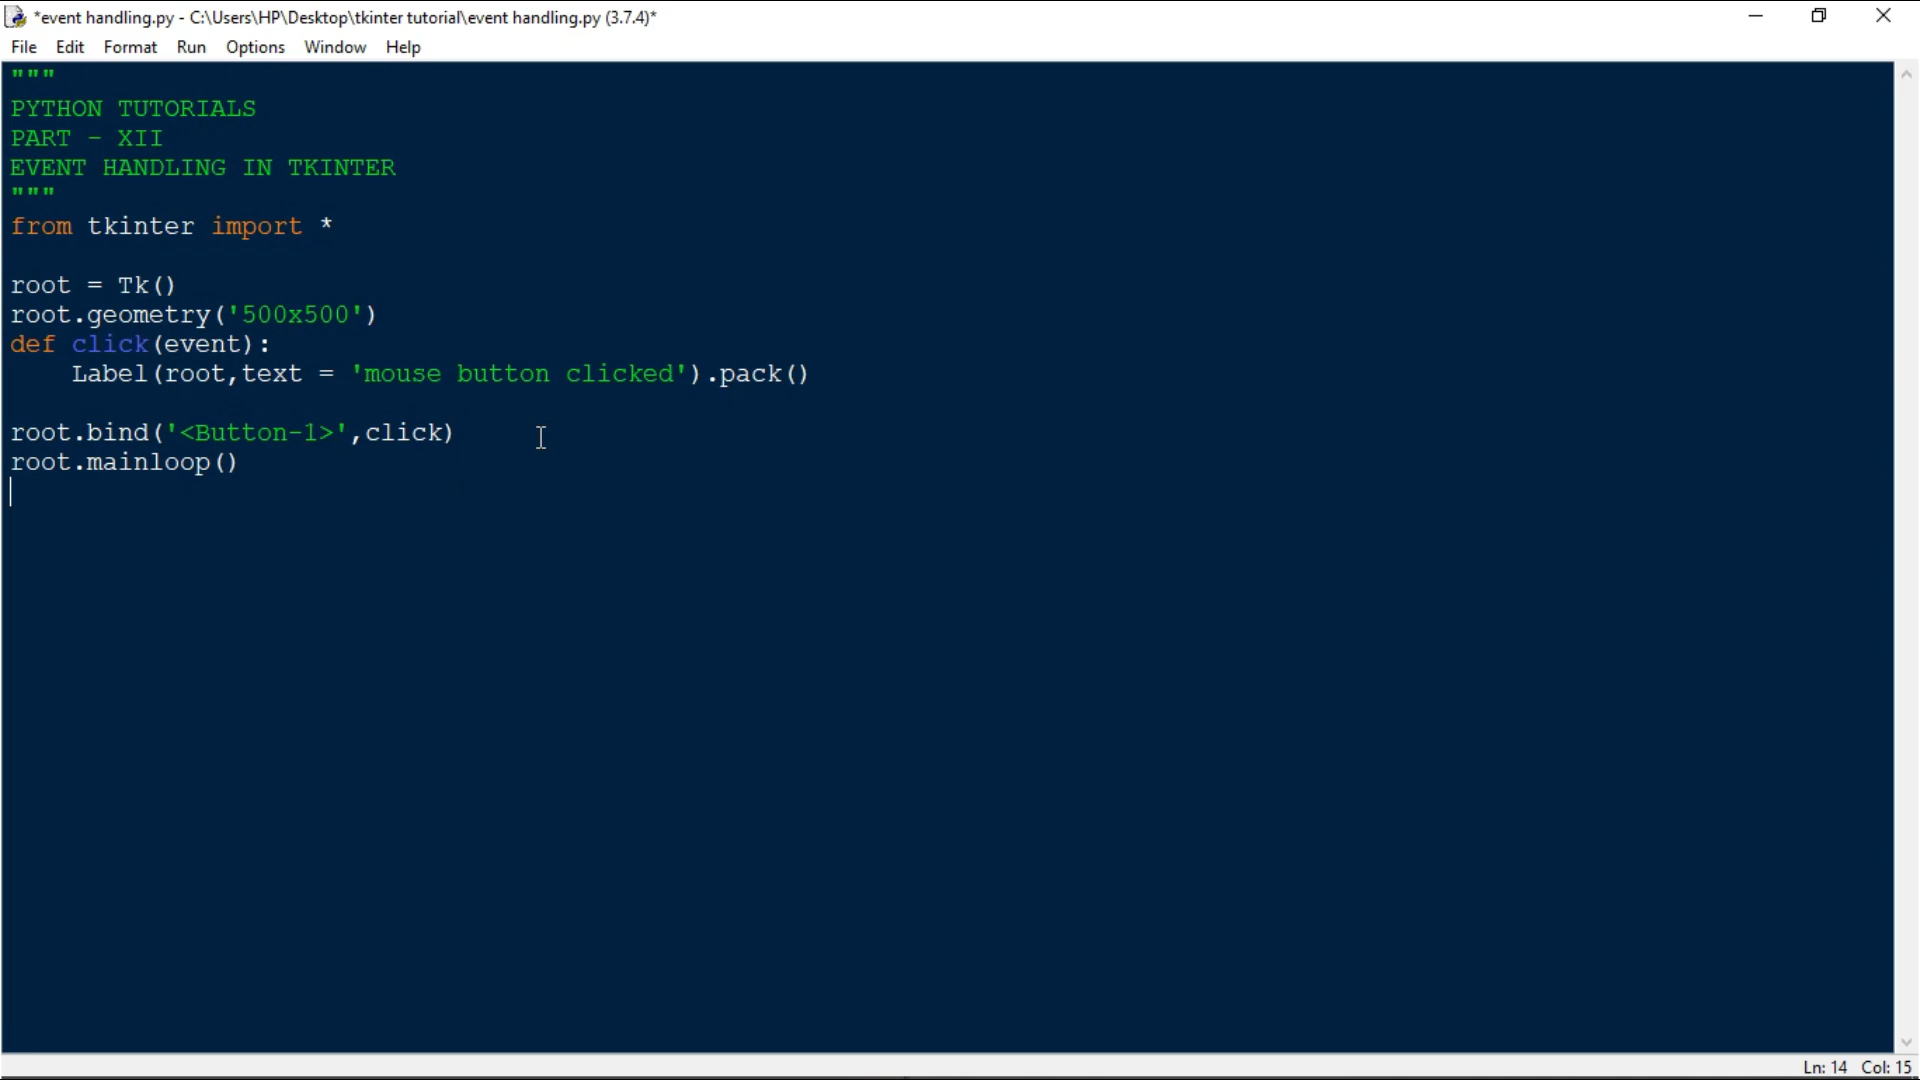 *event handling.py - C:\Users\HP\Desktop\tkinter tutorial\event handling.py (3.7.4)*
File Edit Format Run Options Window Help
"""
PYTHON TUTORIALS
PART - XII
EVENT HANDLING IN TKINTER
"""
from tkinter import *
root = Tk()
root.geometry('500x500')
def click(event):
    Label(root,text = 'mouse button clicked').pack()
root.bind('<Button-1>',click)
root.mainloop()
Ln: 14 Col: 15